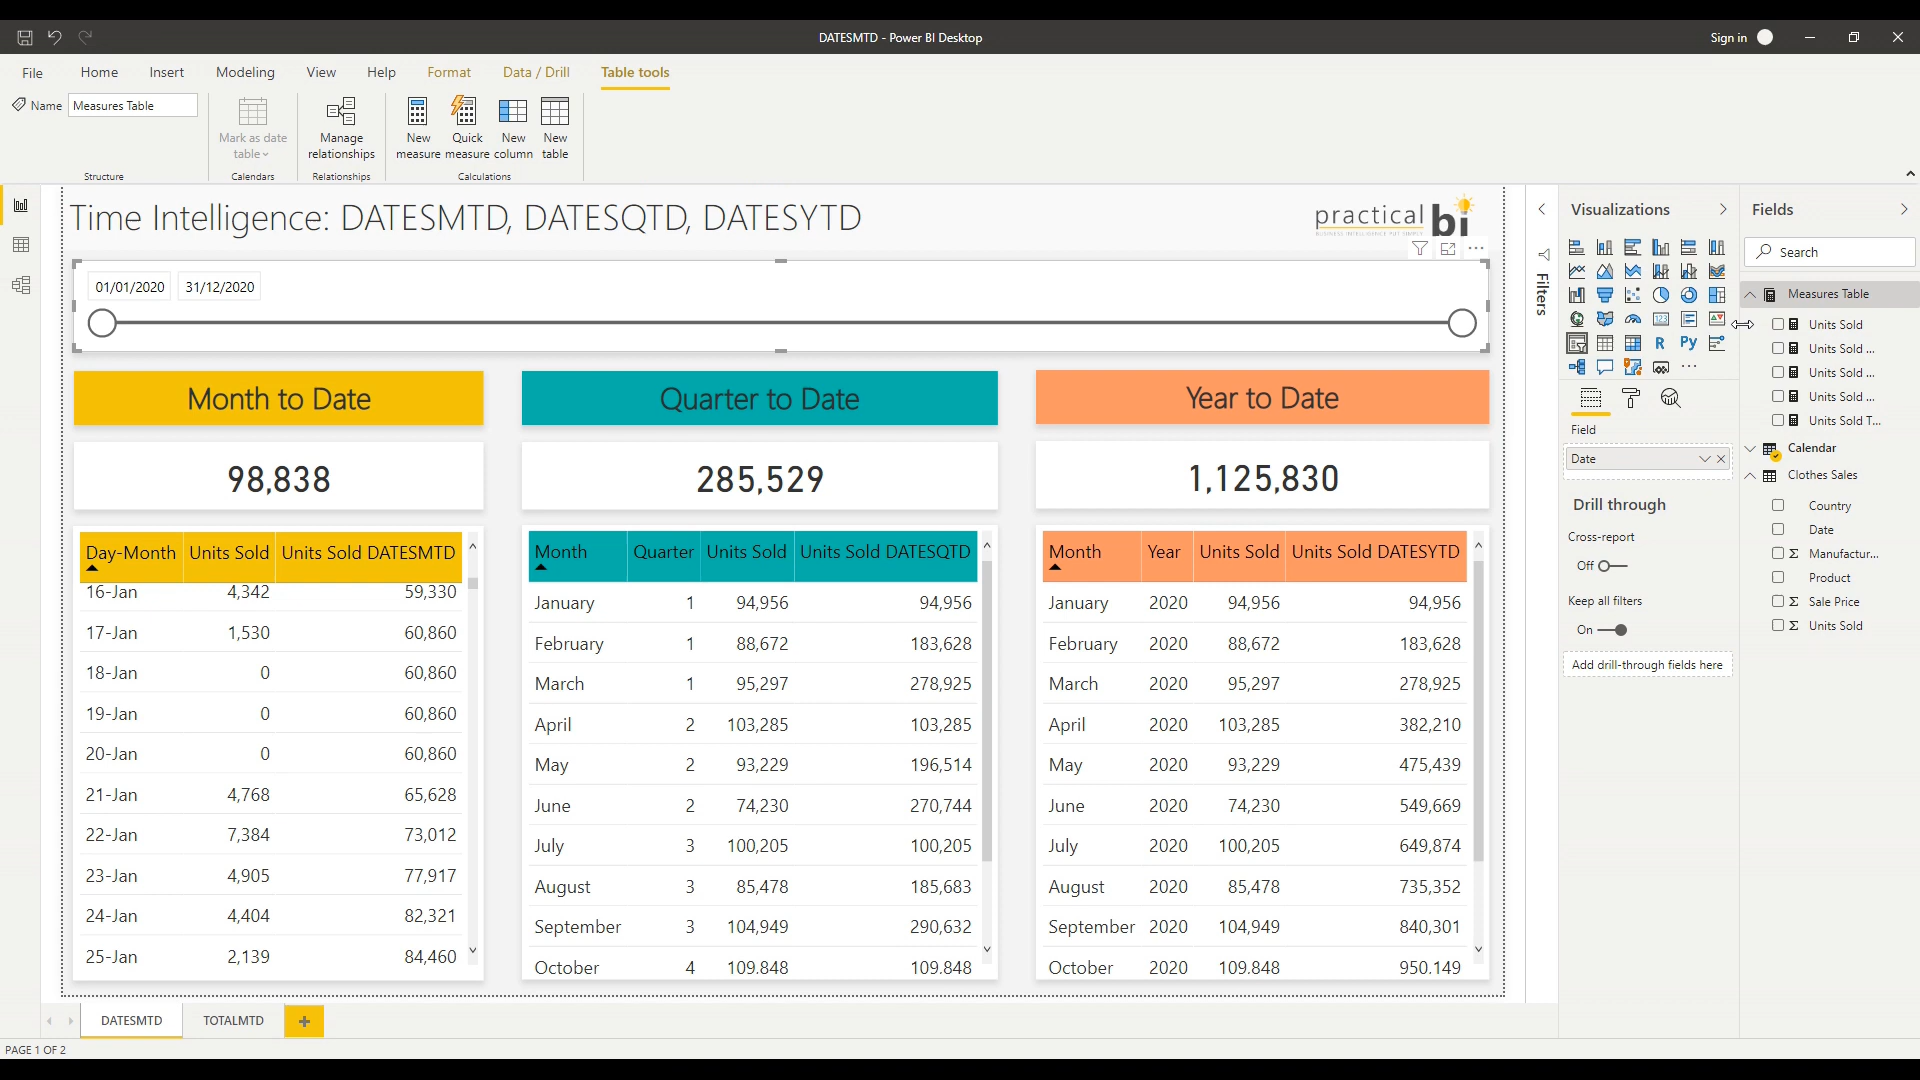 DATESMTD - Power BI Desktop
Sign in
File Home Insert Modeling View Help Format Data / Drill Table tools
Name Measures Table
Mark as date table
Manage relationships
New measure
Quick measure
New column
New table
Structure
Calendars
Relationships
Calculations
Time Intelligence: DATESMTD, DATESQTD, DATESYTD
practical bi
01/01/2020 31/12/2020
Month to Date
98,838
Day-Month Units Sold Units Sold DATESMTD
16-Jan 4,342 59,330
17-Jan 1,530 60,860
18-Jan 0 60,860
19-Jan 0 60,860
20-Jan 0 60,860
21-Jan 4,768 65,628
22-Jan 7,384 73,012
23-Jan 4,905 77,917
24-Jan 4,404 82,321
25-Jan 2,139 84,460
Quarter to Date
285,529
Month Quarter Units Sold Units Sold DATESQTD
January 1 94,956 94,956
February 1 88,672 183,628
March 1 95,297 278,925
April 2 103,285 103,285
May 2 93,229 196,514
June 2 74,230 270,744
July 3 100,205 100,205
August 3 85,478 185,683
September 3 104,949 290,632
October 4 109,848 109,848
Year to Date
1,125,830
Month Year Units Sold Units Sold DATESYTD
January 2020 94,956 94,956
February 2020 88,672 183,628
March 2020 95,297 278,925
April 2020 103,285 382,210
May 2020 93,229 475,439
June 2020 74,230 549,669
July 2020 100,205 649,874
August 2020 85,478 735,352
September 2020 104,949 840,301
October 2020 109,848 950,149
Filters
Visualizations
123
R Py
Field
Date
Drill through
Cross-report
Off
Keep all filters
On
Add drill-through fields here
Fields
Search
Measures Table
Units Sold
Units Sold ...
Units Sold ...
Units Sold ...
Units Sold T...
Calendar
Clothes Sales
Country
Date
Σ Manufactur...
Product
Σ Sale Price
Σ Units Sold
DATESMTD TOTALMTD
PAGE 1 OF 2